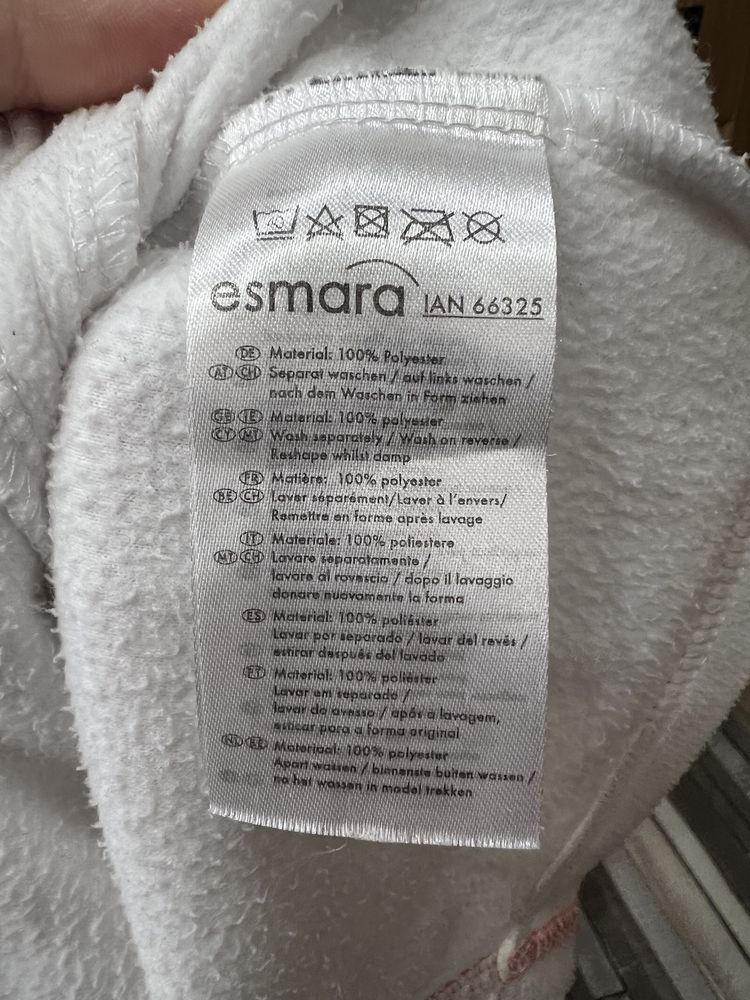 40
esmara IAN 66325
DE Material: 100% Polyester
AT CH Separat waschen / auf links waschen /
nach dem Waschen in Form ziehen
GB IE Material: 100% polyester
CY MT Wash separately / Wash on reverse /
Reshape whilst damp
FR Matière: 100% polyester
BE CH Laver séparément/Laver à l'envers/
Remettre en forme après lavage
IT Materiale: 100% poliestere
MT CH Lavare separatamente /
lavare al rovescio / dopo il lavaggio
donare nuovamente la forma
ES Material: 100% poliéster
Lavar por separado / lavar del revés /
estirar después del lavado
PT Material: 100% poliéster
Lavar em separado /
lavar do avesso / após a lavagem,
esticar para a forma original
NL BE Materiaal: 100% polyester
Apart wassen / binnenste buiten wassen /
na het wassen in model trekken